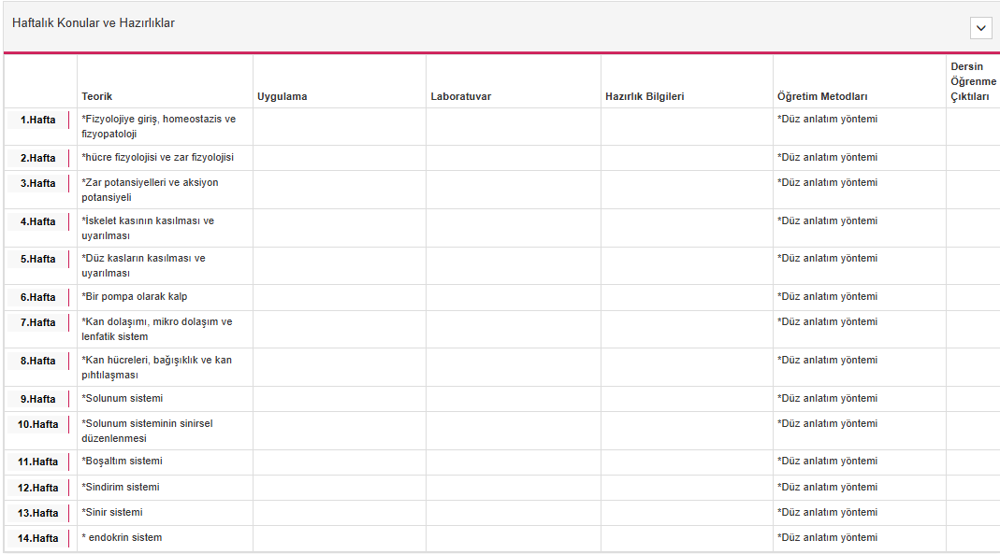 Haftalık Konular ve Hazırlıklar
Teorik Uygulama Laboratuvar Hazırlık Bilgileri Öğretim Metodları Dersin Öğrenme Çıktıları
1.Hafta *Fizyolojiye giriş, homeostazis ve *Düz anlatım yöntemi
fizyopatoloji
2.Hafta *hücre fizyolojisi ve zar fizyolojisi *Düz anlatım yöntemi
3.Hafta *Zar potansiyelleri ve aksiyon *Düz anlatım yöntemi
potansiyeli
4.Hafta *İskelet kasının kasılması ve *Düz anlatım yöntemi
uyarılması
5.Hafta *Düz kasların kasılması ve *Düz anlatım yöntemi
uyarılması
6.Hafta *Bir pompa olarak kalp *Düz anlatım yöntemi
7.Hafta *Kan dolaşımı, mikro dolaşım ve *Düz anlatım yöntemi
lenfatik sistem
8.Hafta *Kan hücreleri, bağışıklık ve kan *Düz anlatım yöntemi
pıhtılaşması
9.Hafta *Solunum sistemi *Düz anlatım yöntemi
10.Hafta *Solunum sisteminin sinirsel *Düz anlatım yöntemi
düzenlenmesi
11.Hafta *Boşaltım sistemi *Düz anlatım yöntemi
12.Hafta *Sindirim sistemi *Düz anlatım yöntemi
13.Hafta *Sinir sistemi *Düz anlatım yöntemi
14.Hafta * endokrin sistem *Düz anlatım yöntemi